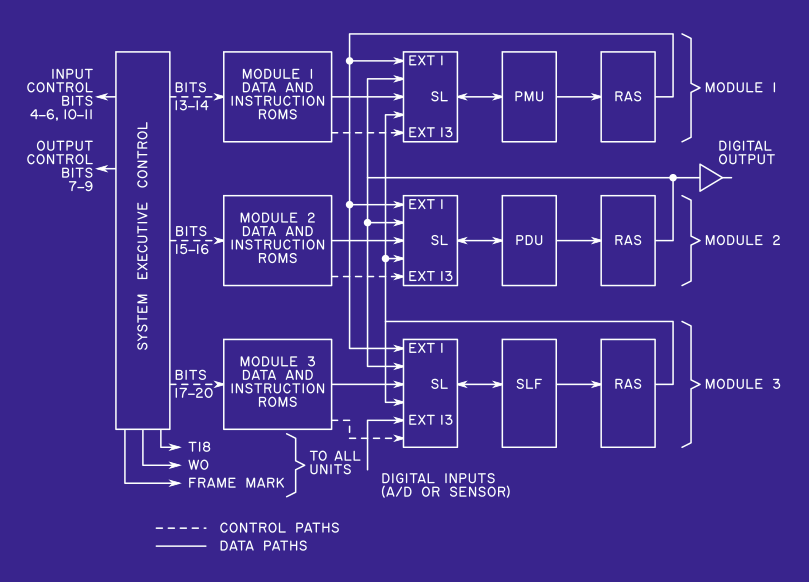 INPUT
CONTROL
BITS
4-6, 10-11
OUTPUT
CONTROL
BITS
7-9
SYSTEM EXECUTIVE CONTROL
BITS
13-14
MODULE 1
DATA AND
INSTRUCTION
ROMS
EXT 1
SL
EXT 13
PMU
RAS
MODULE 1
DIGITAL
OUTPUT
BITS
15-16
MODULE 2
DATA AND
INSTRUCTION
ROMS
EXT 1
SL
EXT 13
PDU
RAS
MODULE 2
BITS
17-20
MODULE 3
DATA AND
INSTRUCTION
ROMS
EXT 1
SL
EXT 13
SLF
RAS
MODULE 3
T18
WO
FRAME MARK
TO ALL
UNITS
DIGITAL INPUTS
(A/D OR SENSOR)
CONTROL PATHS
DATA PATHS